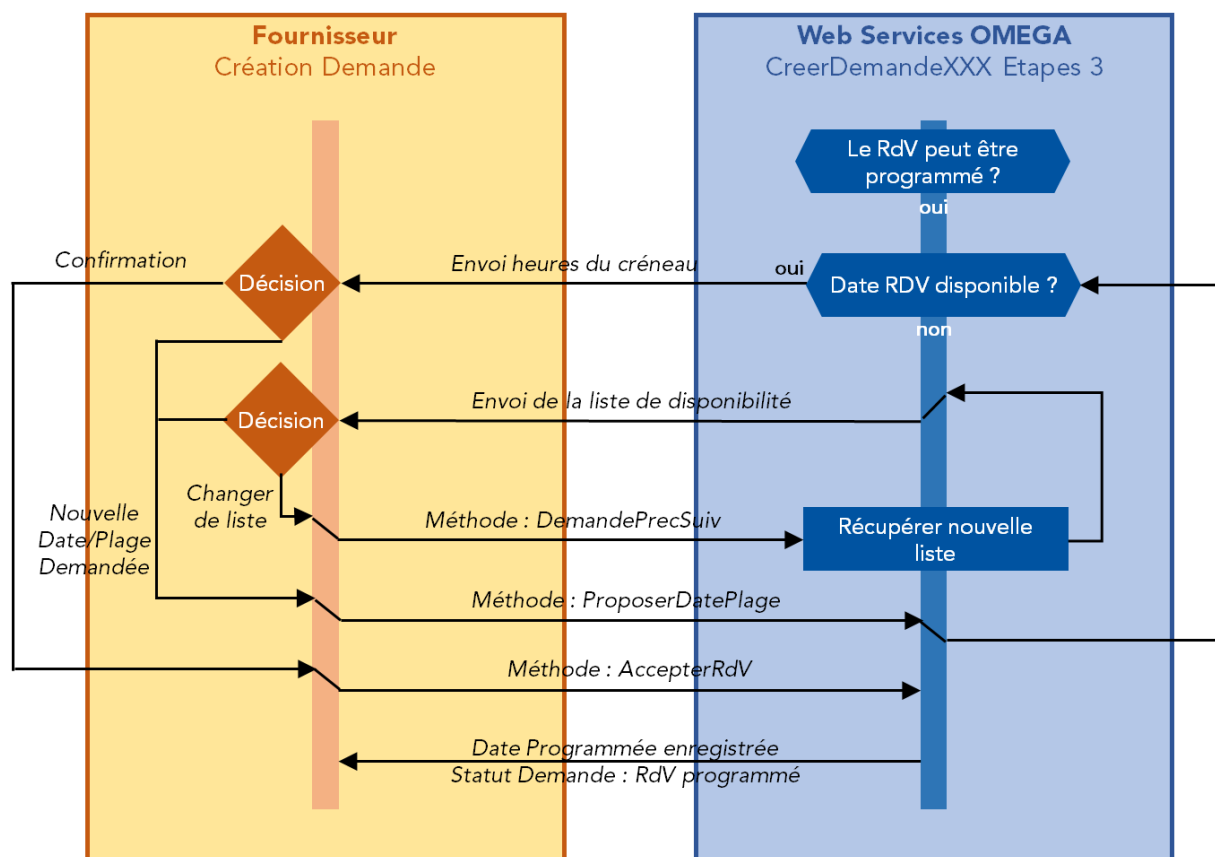 Fournisseur
Création Demande
Web Services OMEGA
CreerDemandeXXX Etapes 3
Le RdV peut être
programmé ?
oui
Confirmation
Décision
Envoi heures du créneau
oui
Date RDV disponible ?
non
Décision
Envoi de la liste de disponibilité
Changer
de liste
Nouvelle
Date/Plage
Demandée
Méthode : DemandePrecSuiv
Récupérer nouvelle
liste
Méthode : ProposerDatePlage
Méthode : AccepterRdV
Date Programmée enregistrée
Statut Demande : RdV programmé